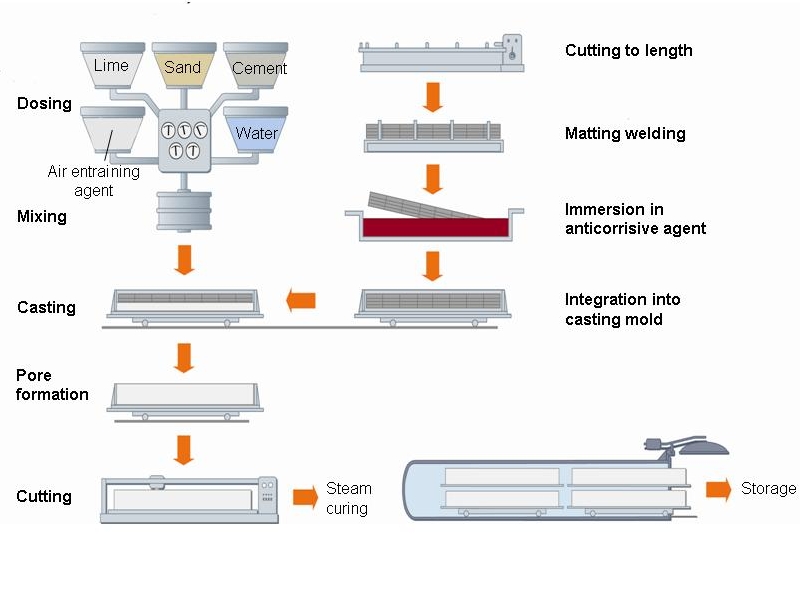 Lime
Sand
Cement
Cutting to length
Dosing
Water
Matting welding
Air entraining
agent
Mixing
Immersion in
anticorrisive agent
Casting
Integration into
casting mold
Pore
formation
Cutting
Steam
curing
Storage